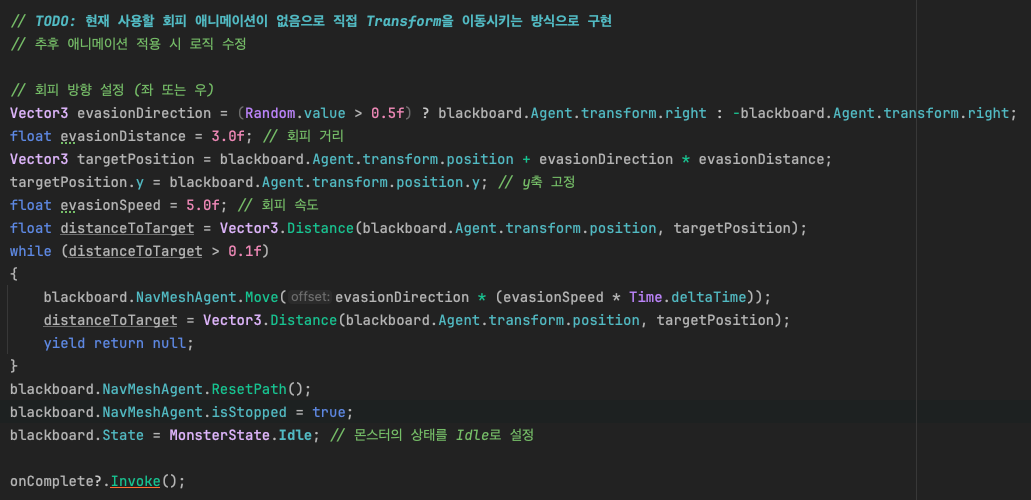 // TODO: 현재 사용할 회피 애니메이션이 없음으로 직접 Transform을 이동시키는 방식으로 구현
// 추후 애니메이션 적용 시 로직 수정
// 회피 방향 설정 (좌 또는 우)
Vector3 evasionDirection = (Random.value > 0.5f) ? blackboard.Agent.transform.right : -blackboard.Agent.transform.right;
float evasionDistance = 3.0f; // 회피 거리
Vector3 targetPosition = blackboard.Agent.transform.position + evasionDirection * evasionDistance;
targetPosition.y = blackboard.Agent.transform.position.y; // y축 고정
float evasionSpeed = 5.0f; // 회피 속도
float distanceToTarget = Vector3.Distance(blackboard.Agent.transform.position, targetPosition);
while (distanceToTarget > 0.1f)
{
blackboard.NavMeshAgent.Move(offset: evasionDirection * (evasionSpeed * Time.deltaTime));
distanceToTarget = Vector3.Distance(blackboard.Agent.transform.position, targetPosition);
yield return null;
}
blackboard.NavMeshAgent.ResetPath();
blackboard.NavMeshAgent.isStopped = true;
blackboard.State = MonsterState.Idle; // 몬스터의 상태를 Idle로 설정
onComplete?.Invoke();